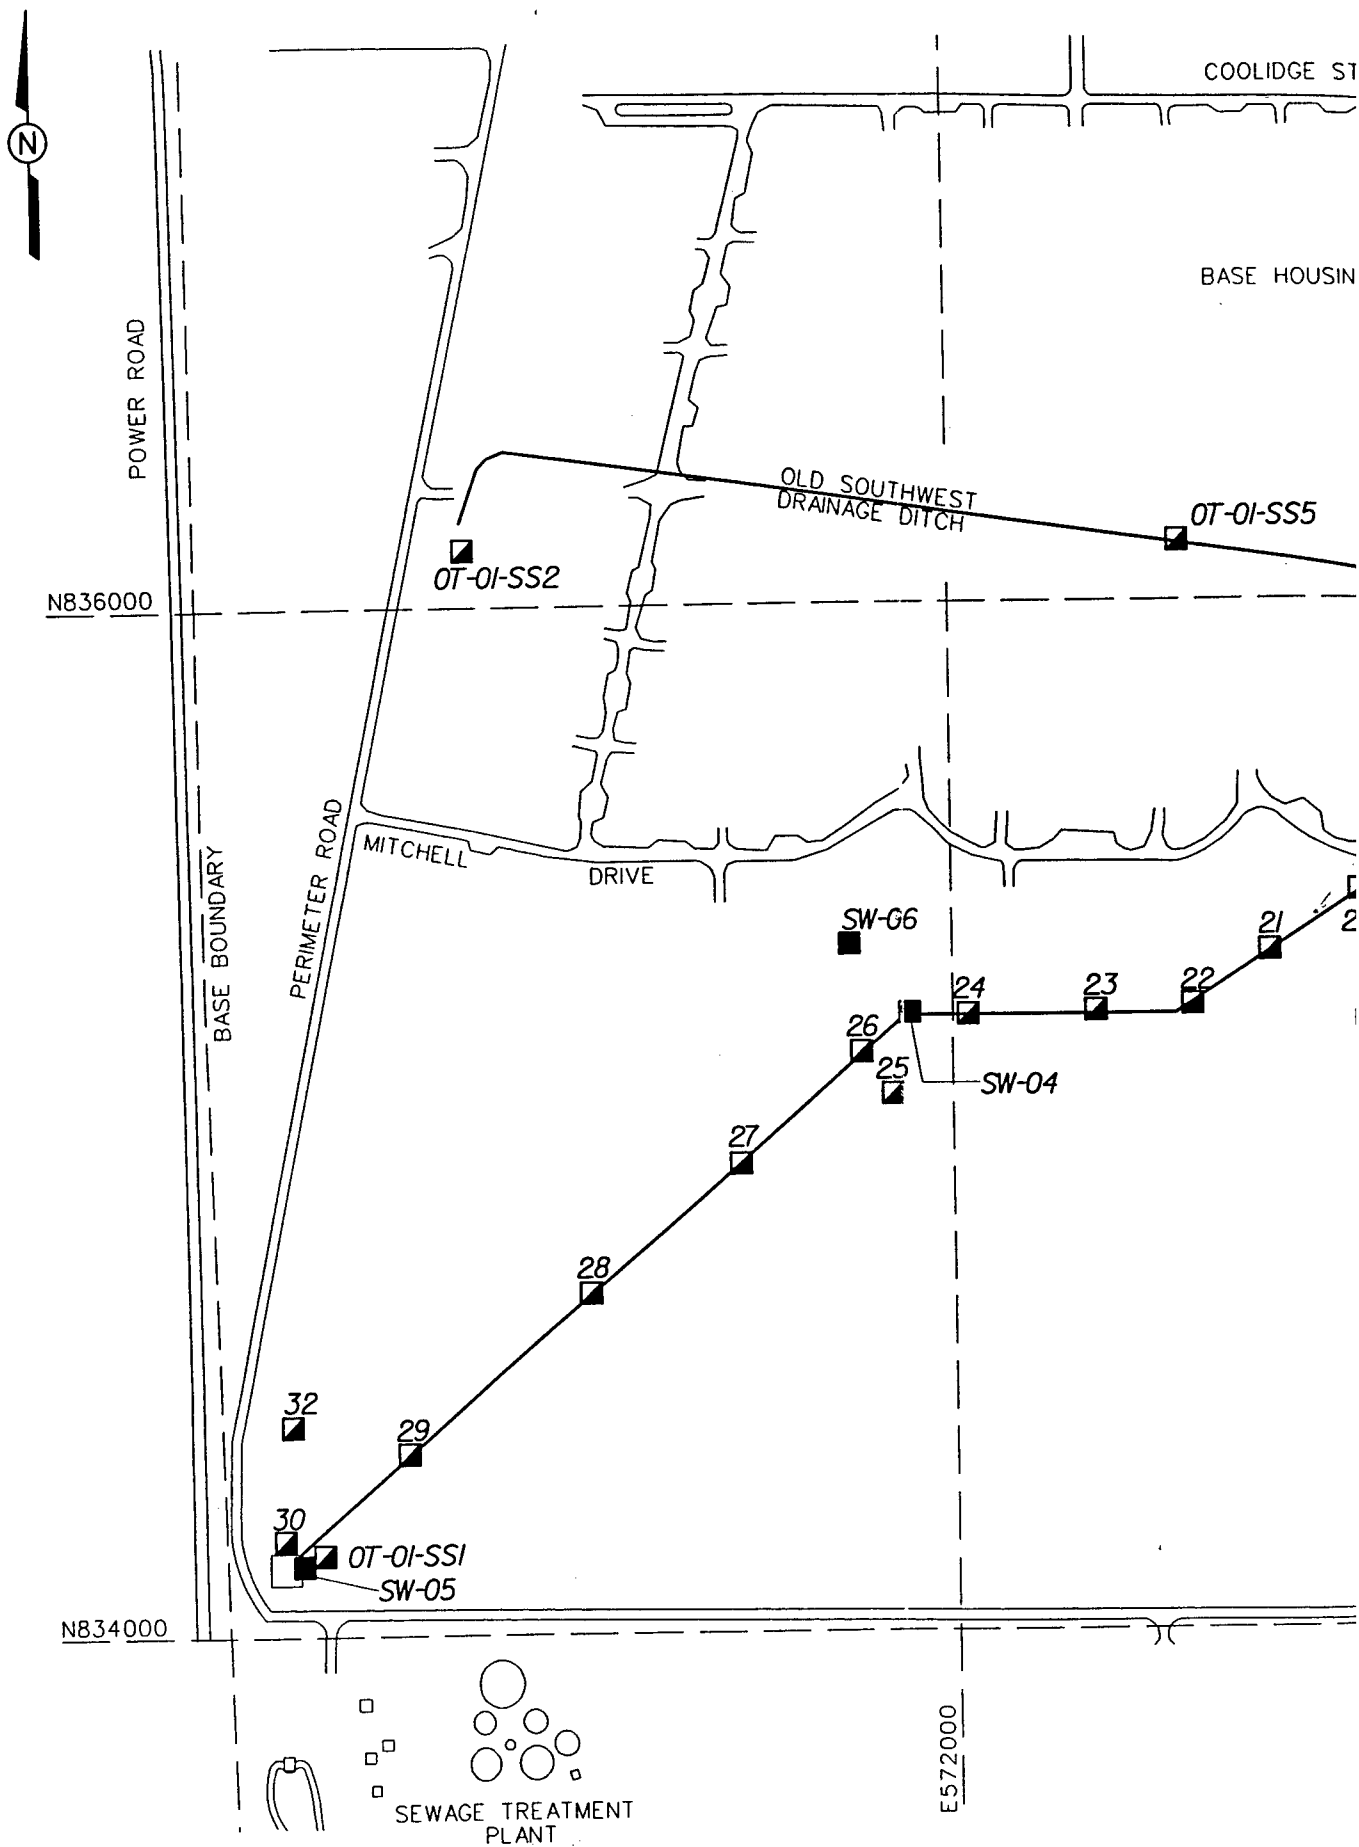 COOLIDGE ST
N
BASE HOUSIN
POWER ROAD
OLD SOUTHWEST
DRAINAGE DITCH
OT-01-SS5
OT-01-SS2
N836000
PERIMETER ROAD
MITCHELL
DRIVE
BASE BOUNDARY
SW-06
21
2
22
23
24
26
25
SW-04
27
28
32
29
30
OT-01-SS1
SW-05
N834000
E572000
SEWAGE TREATMENT
PLANT